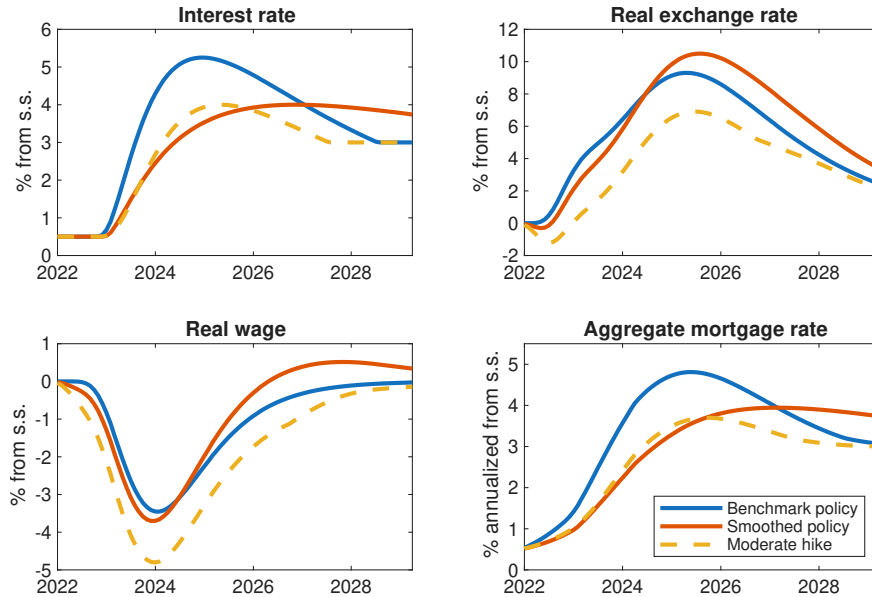 Interest rate
% from s.s.
6
5
4
3
2
1
0
2022 2024 2026 2028
Real exchange rate
% from s.s.
12
10
8
6
4
2
0
-2
2022 2024 2026 2028
Real wage
% from s.s.
1
0
-1
-2
-3
-4
-5
2022 2024 2026 2028
Aggregate mortgage rate
% annualized from s.s.
5
4
3
2
1
0
2022 2024 2026 2028
Benchmark policy
Smoothed policy
Moderate hike